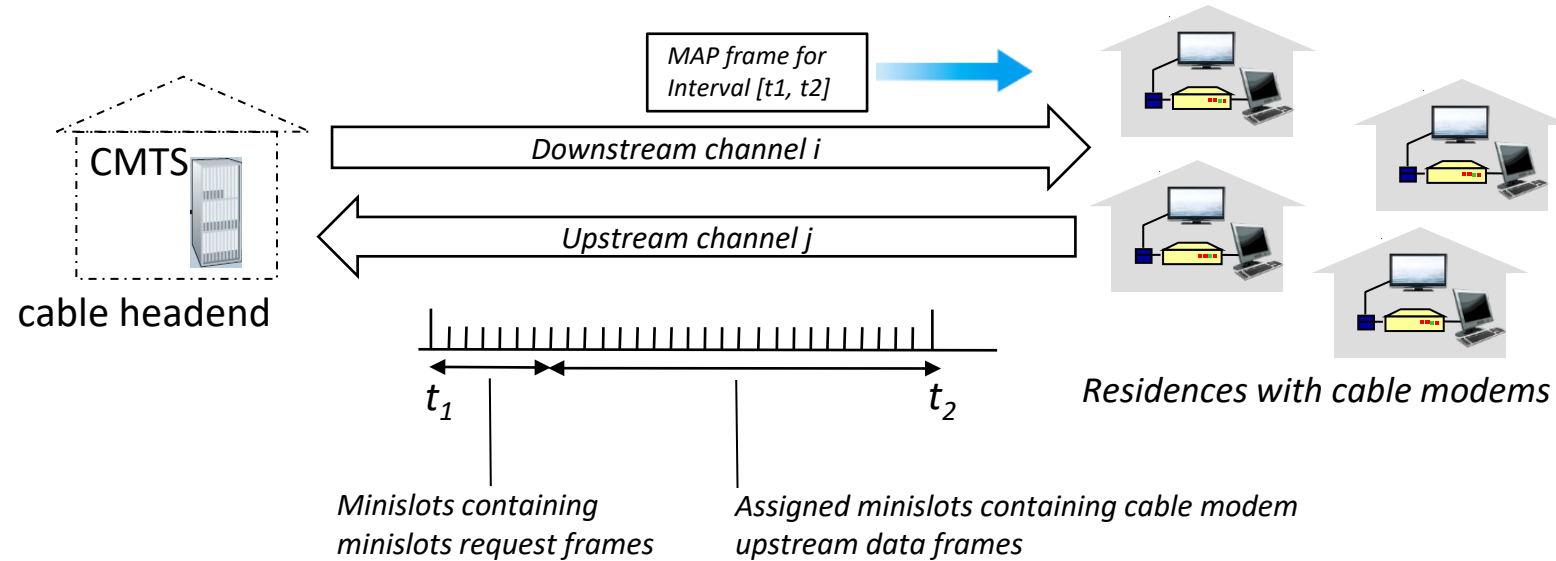 MAP frame for
Interval [t1, t2]
Downstream channel i
CMTS
Upstream channel j
cable headend
t1
t2
Residences with cable modems
Minislots containing
minislots request frames
Assigned minislots containing cable modem
upstream data frames